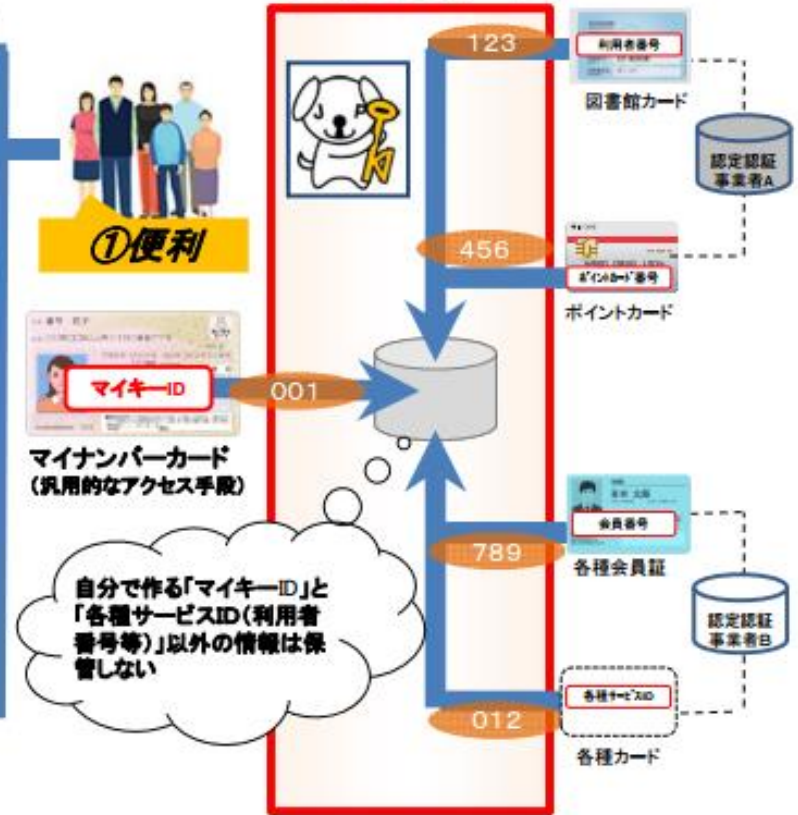 ①便利
マイキーID
001
マイナンバーカード
(汎用的なアクセス手段)
自分で作る「マイキーID」と
「各種サービスID(利用者
番号等)」以外の情報は保
管しない
123
利用者番号
図書館カード
認定認証
事業者A
456
ポイントカード番号
ポイントカード
会員番号
789
各種会員証
認定認証
事業者B
各種サービスID
012
各種カード